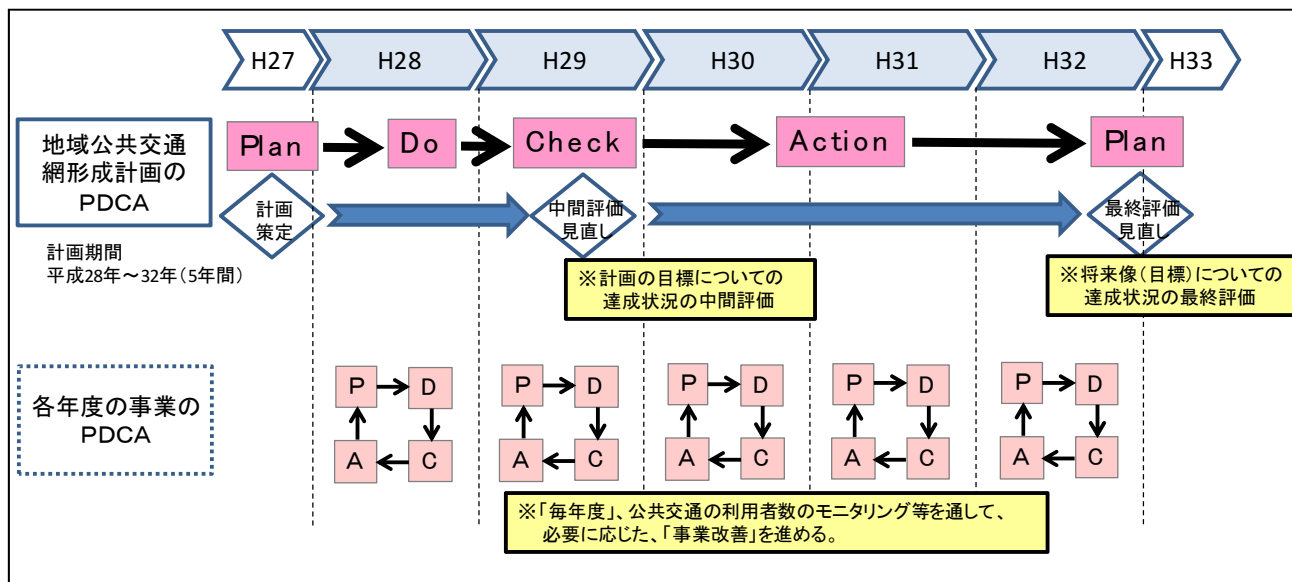 H27
H28
H29
H30
H31
H32
H33
地域公共交通
網形成計画の
PDCA
Plan
Do
Check
Action
Plan
計画
策定
中間評価
見直し
最終評価
見直し
計画期間
平成28年～32年(5年間)
※計画の目標についての
達成状況の中間評価
※将来像(目標)についての
達成状況の最終評価
各年度の事業の
PDCA
P
D
A
C
P
D
A
C
P
D
A
C
P
D
A
C
P
D
A
C
※「毎年度」、公共交通の利用者数のモニタリング等を通して、
必要に応じた、「事業改善」を進める。